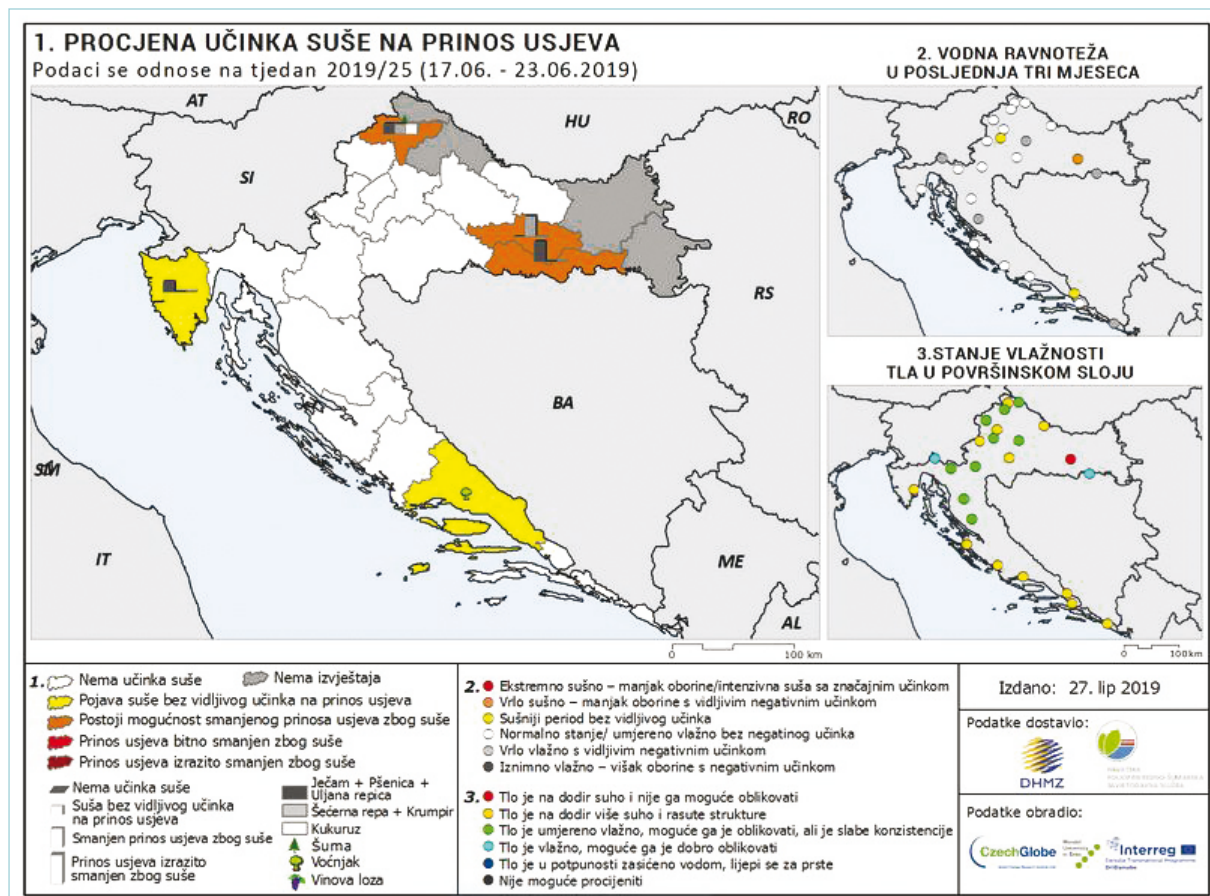 1. PROCJENA UČINKA SUŠE NA PRINOS USJEVA
Podaci se odnose na tjedan 2019/25 (17.06. - 23.06.2019)
AT
HU
RO
SI
RS
BA
SM
IT
ME
AL
0 100 km
2. VODNA RAVNOTEŽA
U POSLJEDNJA TRI MJESECA
3.STANJE VLAŽNOSTI
TLA U POVRŠINSKOM SLOJU
0 100km
1. Nema učinka suše
Nema izvještaja
Pojava suše bez vidljivog učinka na prinos usjeva
Postoji mogućnost smanjenog prinosa usjeva zbog suše
Prinos usjeva bitno smanjen zbog suše
Prinos usjeva izrazito smanjen zbog suše
Nema učinka suše
Suša bez vidljivog učinka
na prinos usjeva
Smanjen prinos usjeva zbog suše
Prinos usjeva izrazito
smanjen zbog suše
Ječam + Pšenica +
Uljana repica
Šećerna repa + Krumpir
Kukuruz
Šuma
Voćnjak
Vinova loza
2. Ekstremno sušno – manjak oborine/intenzivna suša sa značajnim učinkom
Vrlo sušno – manjak oborine s vidljivim negativnim učinkom
Sušniji period bez vidljivog učinka
Normalno stanje/ umjereno vlažno bez negatinog učinka
Vrlo vlažno s vidljivim negativnim učinkom
Iznimno vlažno – višak oborine s negativnim učinkom
3. Tlo je na dodir suho i nije ga moguće oblikovati
Tlo je na dodir više suho i rasute strukture
Tlo je umjereno vlažno, moguće ga je oblikovati, ali je slabe konzistencije
Tlo je vlažno, moguće ga je dobro oblikovati
Tlo je u potpunosti zasićeno vodom, lijepi se za prste
Nije moguće procijeniti
Izdano: 27. lip 2019
Podatke dostavio:
DHMZ
Podatke obradio:
CzechGlobe
Mendel
University
in Brno
Interreg
Danube Transnational Programme
DriDanube